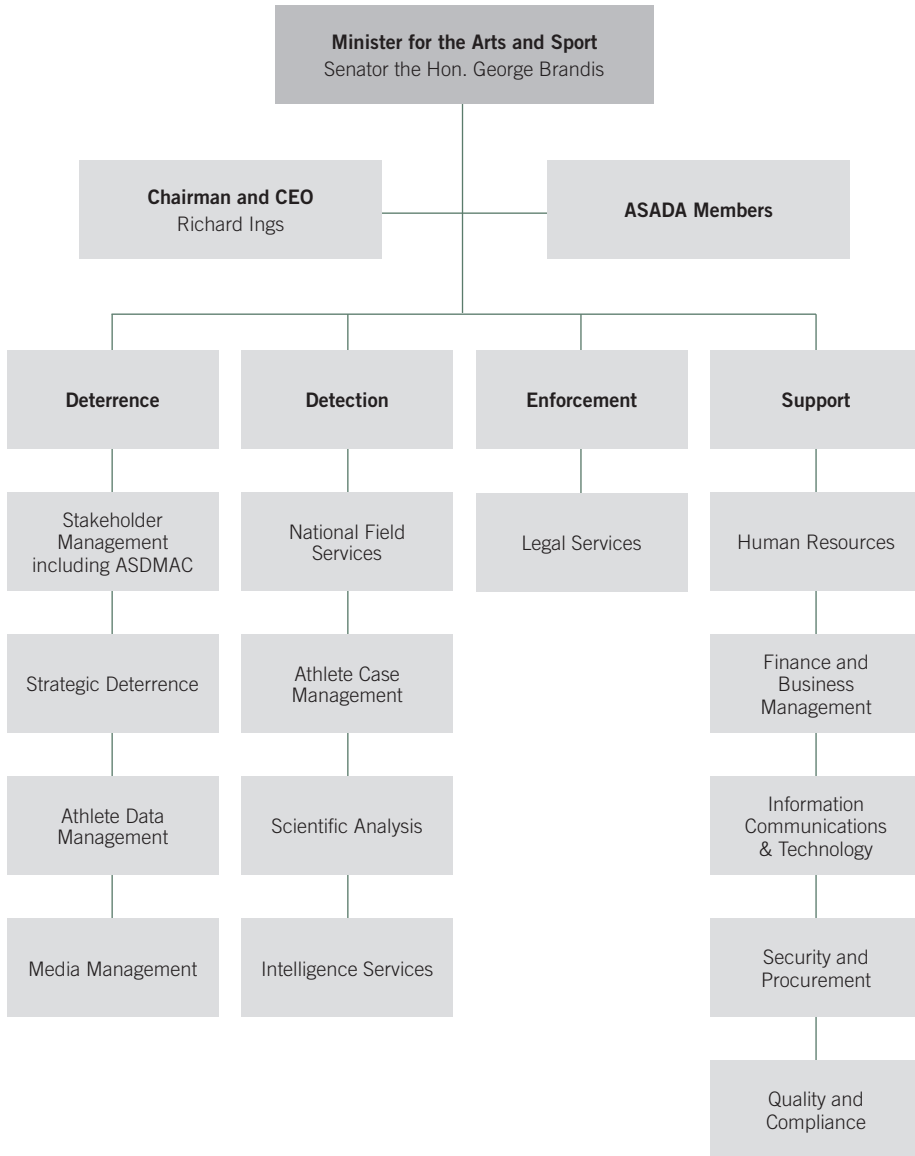 Minister for the Arts and Sport
Senator the Hon. George Brandis
Chairman and CEO
Richard Ings
ASADA Members
Deterrence
Detection
Enforcement
Support
Stakeholder
Management
including ASDMAC
National Field
Services
Legal Services
Human Resources
Strategic Deterrence
Athlete Case
Management
Finance and
Business
Management
Athlete Data
Management
Scientific Analysis
Information
Communications
& Technology
Media Management
Intelligence Services
Security and
Procurement
Quality and
Compliance